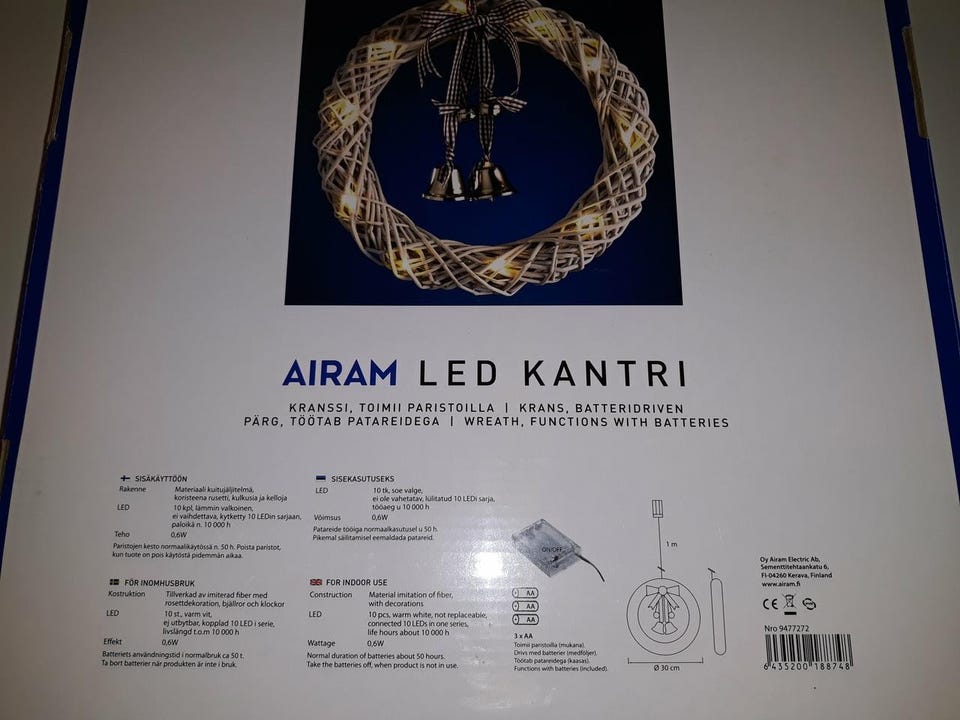 AIRAM LED KANTRI
KRANSSI, TOIMII PARISTOILLA | KRANS, BATTERIDRIVEN
PÄRG, TÖÖTAB PATAREIDEGA | WREATH, FUNCTIONS WITH BATTERIES
SISÄKÄYTTÖÖN
Rakenne Materiaali kuitujäljitelmä,
koristeena rusetti, kulkusia ja kelloja
LED 10 kpl, lämmin valkoinen,
ei vaihdettava, kytketty 10 LEDin sarjaan,
paloikä n. 10 000 h
Teho 0,6W
Paristojen kesto normaalikäytössä n. 50 h. Poista paristot,
kun tuote on pois käytöstä pidemmän aikaa.
SISEKASUTUSEKS
LED 10 tk, soe valge,
ei ole vahetatav, lülitatud 10 LEDi sarja,
tööaeg u 10 000 h
Võimsus 0,6W
Patareide tööiga normaalkasutusel u 50 h.
Pikemal säilitamisel eemaldada patareid.
FÖR INOMHUSBRUK
Kostruktion Tillverkad av imiterad fiber med
rosettdekoration, bjällror och klockor
LED 10 st., varm vit,
ej utbytbar, kopplad 10 LED i serie,
livslängd t.o.m 10 000 h
Effekt 0,6W
Batteriets användningstid i normalbruk ca 50 t.
Ta bort batterier när produkten är inte i bruk.
FOR INDOOR USE
Construction Material imitation of fiber,
with decorations
LED 10 pcs, warm white, not replaceable,
connected 10 LEDs in one series,
life hours about 10 000 h
Wattage 0,6W
Normal duration of batteries about 50 hours.
Take the batteries off, when product is not in use.
ON/OFF
AA
AA
AA
3 x AA
Toimii paristoilla (mukana).
Drivs med batterier (medföljer).
Töötab patareidega (kaasas).
Functions with batteries (included).
1 m
Ø 30 cm
Oy Airam Electric Ab,
Sementtitehtaankatu 6,
FI-04260 Kerava, Finland
www.airam.fi
CE
Nro 9477272
6 435200 188748